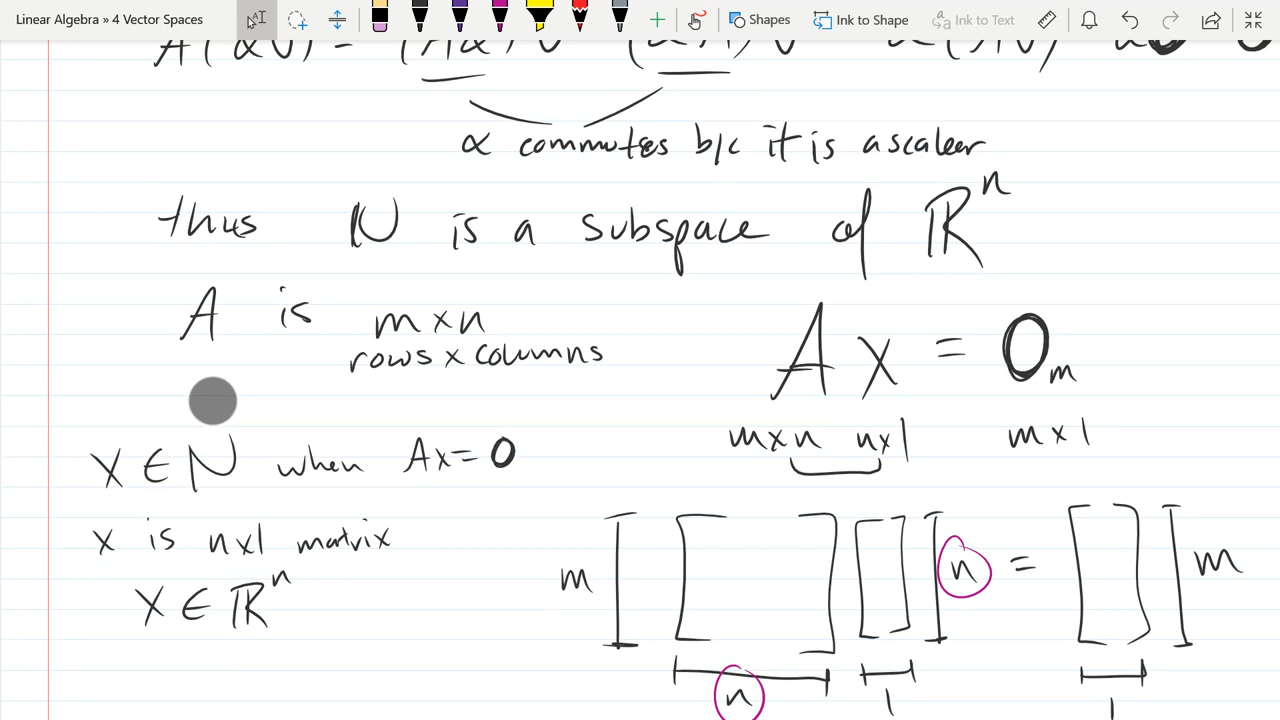 Linear Algebra » 4 Vector Spaces
Shapes
Ink to Shape
Ink to Text
α commutes b/c it is a scaler
thus N is a subspace of ℝⁿ
A is m×n
rows × columns
A x = 0ₘ
m×n n×1 m×1
x ∈ N when Ax = 0
x is n×1 matrix
x ∈ ℝⁿ
m [ ] [ ] n = [ ] m
n 1 1